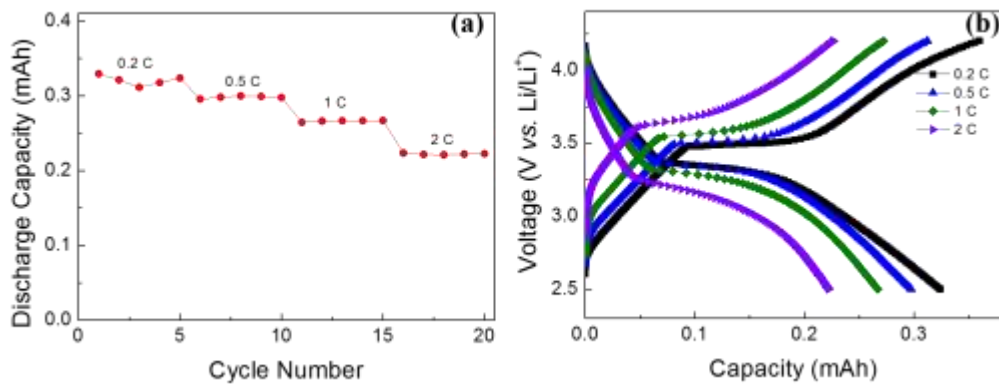 (a)
0.4
0.3
0.2
0.1
0.0
0.2 C
0.5 C
1 C
2 C
0
5
10
15
20
Discharge Capacity (mAh)
Cycle Number
(b)
4.0
3.5
3.0
2.5
0.2 C
0.5 C
1 C
2 C
0.0
0.1
0.2
0.3
Voltage (V vs. Li/Li⁺)
Capacity (mAh)